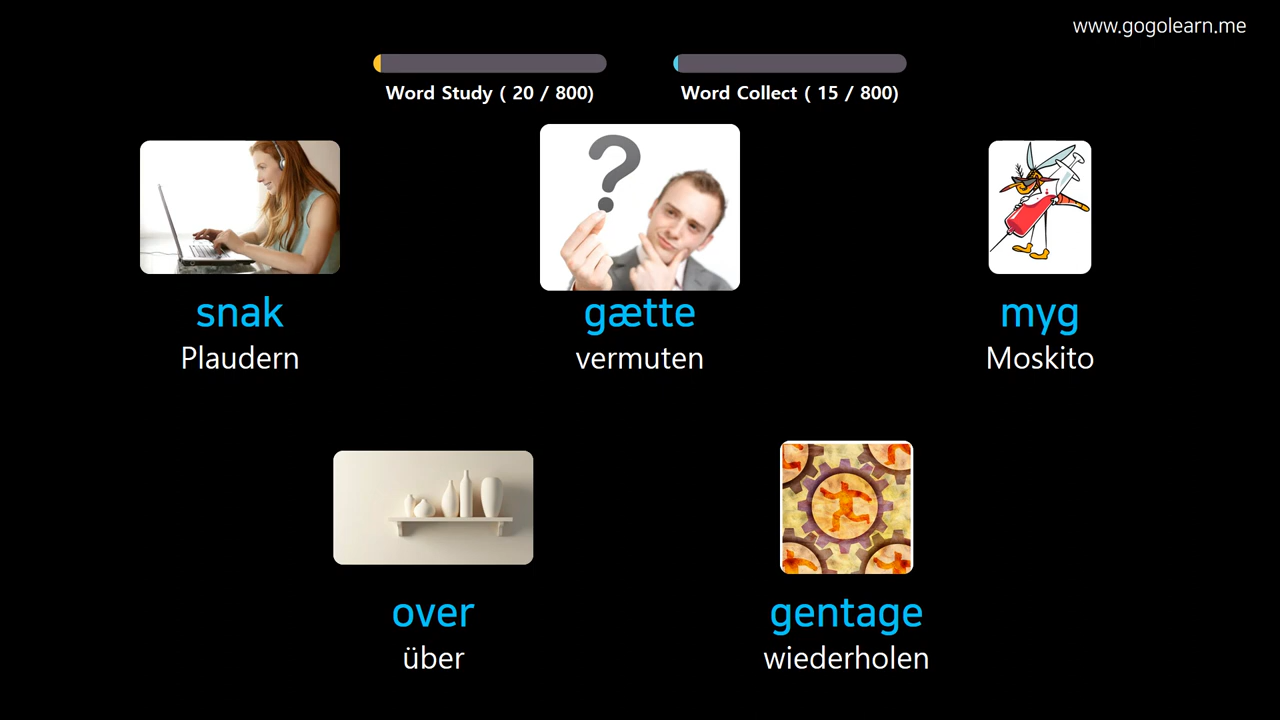 www.gogolearn.me
Word Study ( 20 / 800)
Word Collect ( 15 / 800)
snak
gætte
myg
Plaudern
vermuten
Moskito
over
gentage
über
wiederholen